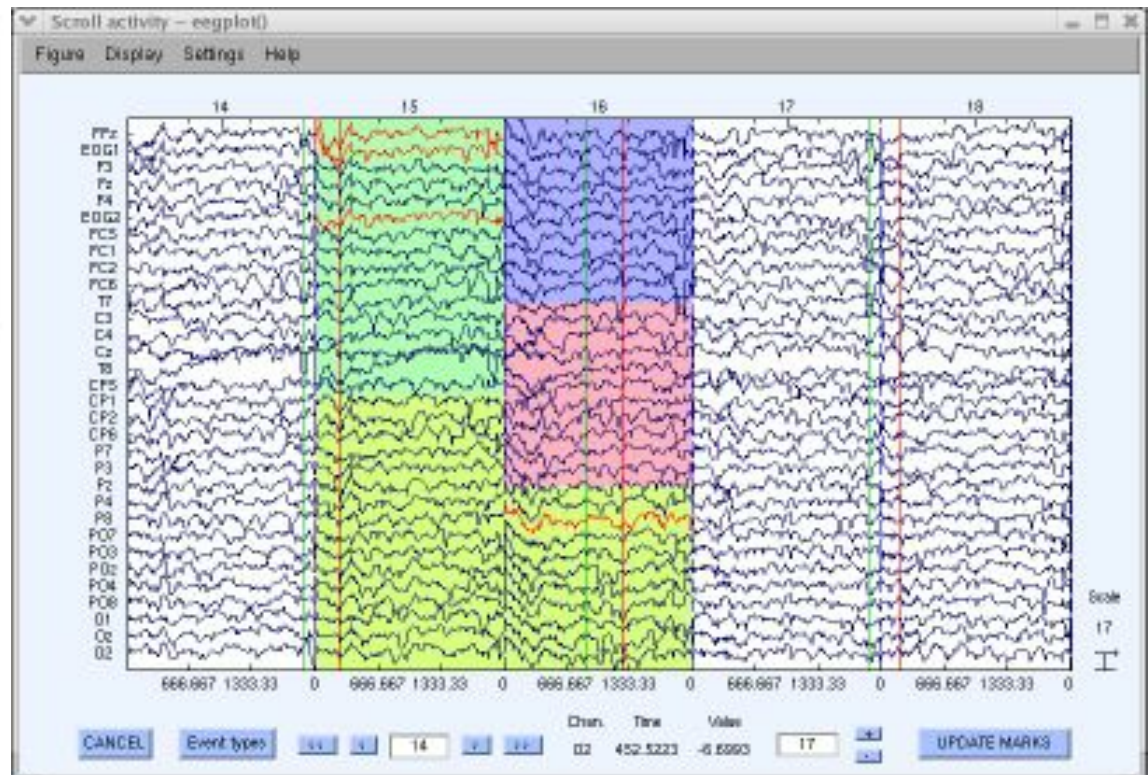 Scroll activity – eegplot()
Figure Display Settings Help
14 15 16 17 18
FPz
EOG1
F3
Fz
F4
EOG2
FC5
FC1
FC2
FC6
T7
C3
C4
Cz
T8
CP5
CP1
CP2
CP6
P7
P3
Pz
P4
P8
PO7
PO3
POz
PO4
PO8
O1
Oz
O2
Scale
17
666.667 1333.33 0 666.667 1333.33 0 666.667 1333.33 0 666.667 1333.33 0 666.667 1333.33 0
Chan. Time Value
CANCEL Event types << < 14 > >> O2 452.5223 -6.6993 17 + - UPDATE MARKS